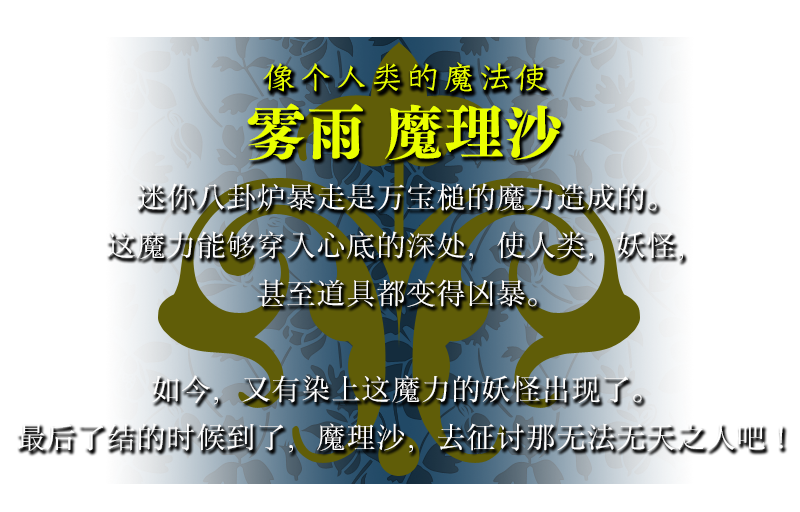 像个人类的魔法使
雾雨 魔理沙
迷你八卦炉暴走是万宝槌的魔力造成的。
这魔力能够穿入心底的深处，使人类，妖怪，
甚至道具都变得凶暴。
如今，又有染上这魔力的妖怪出现了。
最后了结的时候到了，魔理沙，去征讨那无法无天之人吧！